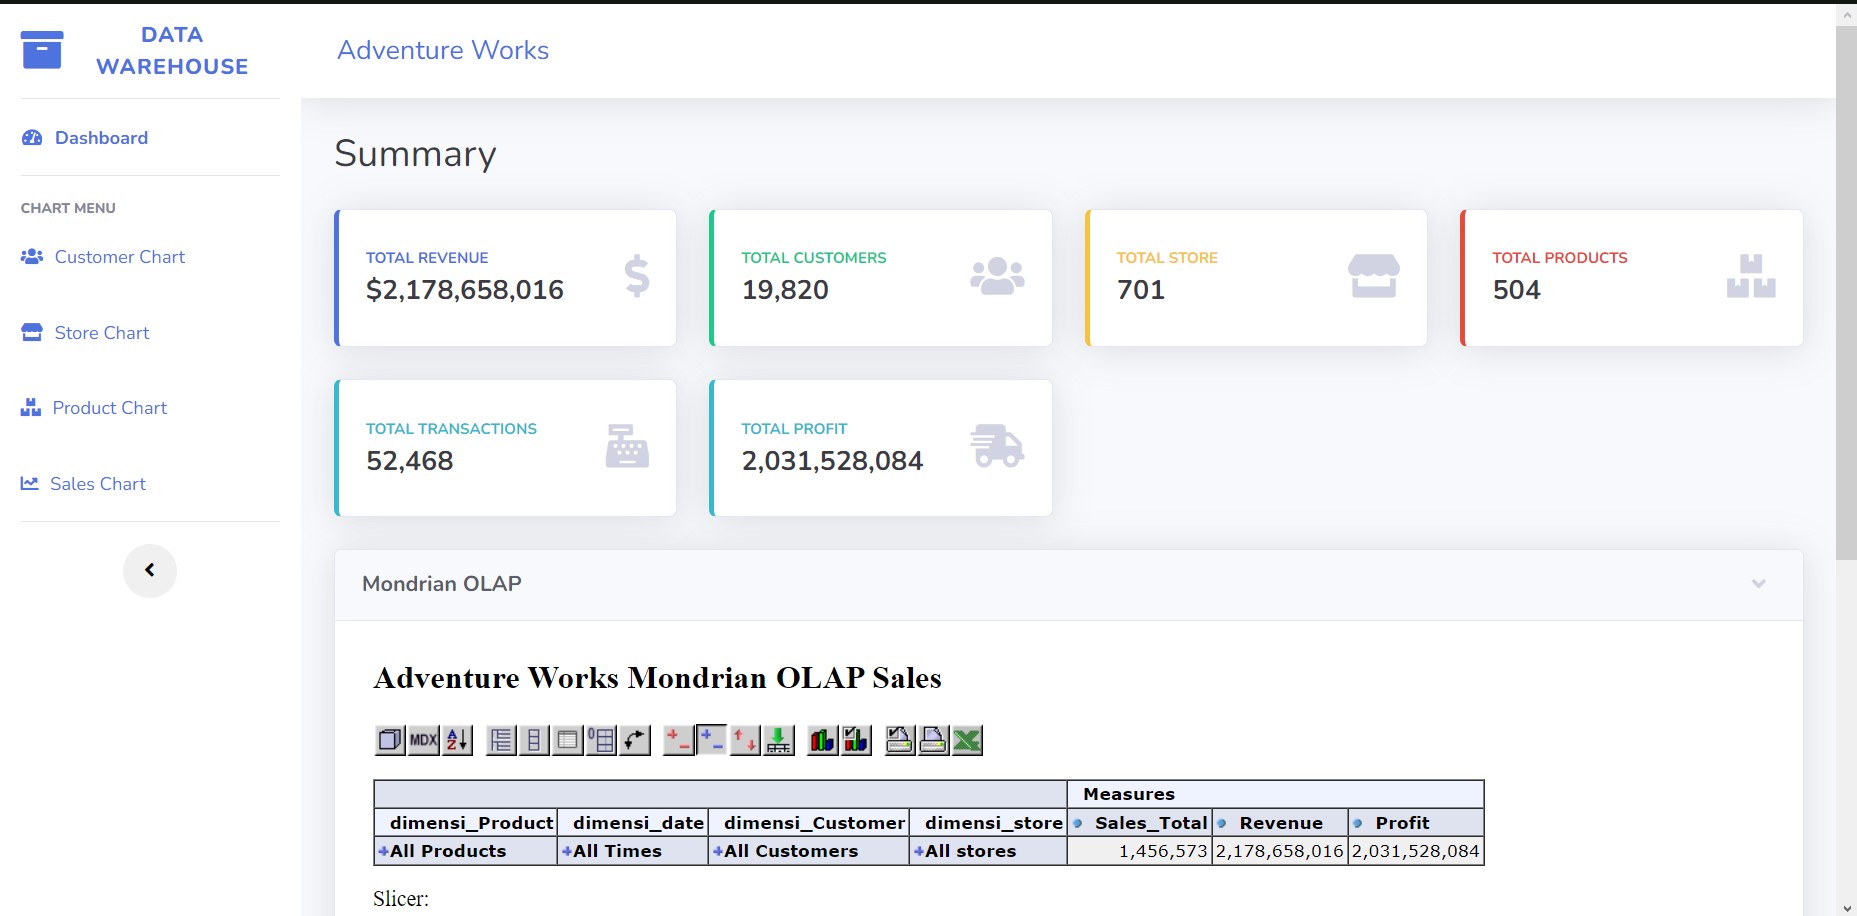 DATA
WAREHOUSE
Adventure Works
Dashboard
CHART MENU
Customer Chart
Store Chart
Product Chart
Sales Chart
Summary
TOTAL REVENUE
$2,178,658,016
TOTAL CUSTOMERS
19,820
TOTAL STORE
701
TOTAL PRODUCTS
504
TOTAL TRANSACTIONS
52,468
TOTAL PROFIT
2,031,528,084
Mondrian OLAP
Adventure Works Mondrian OLAP Sales
MDX A Z 0
Measures
dimensi_Product dimensi_date dimensi_Customer dimensi_store Sales_Total Revenue Profit
+All Products +All Times +All Customers +All stores 1,456,573 2,178,658,016 2,031,528,084
Slicer: